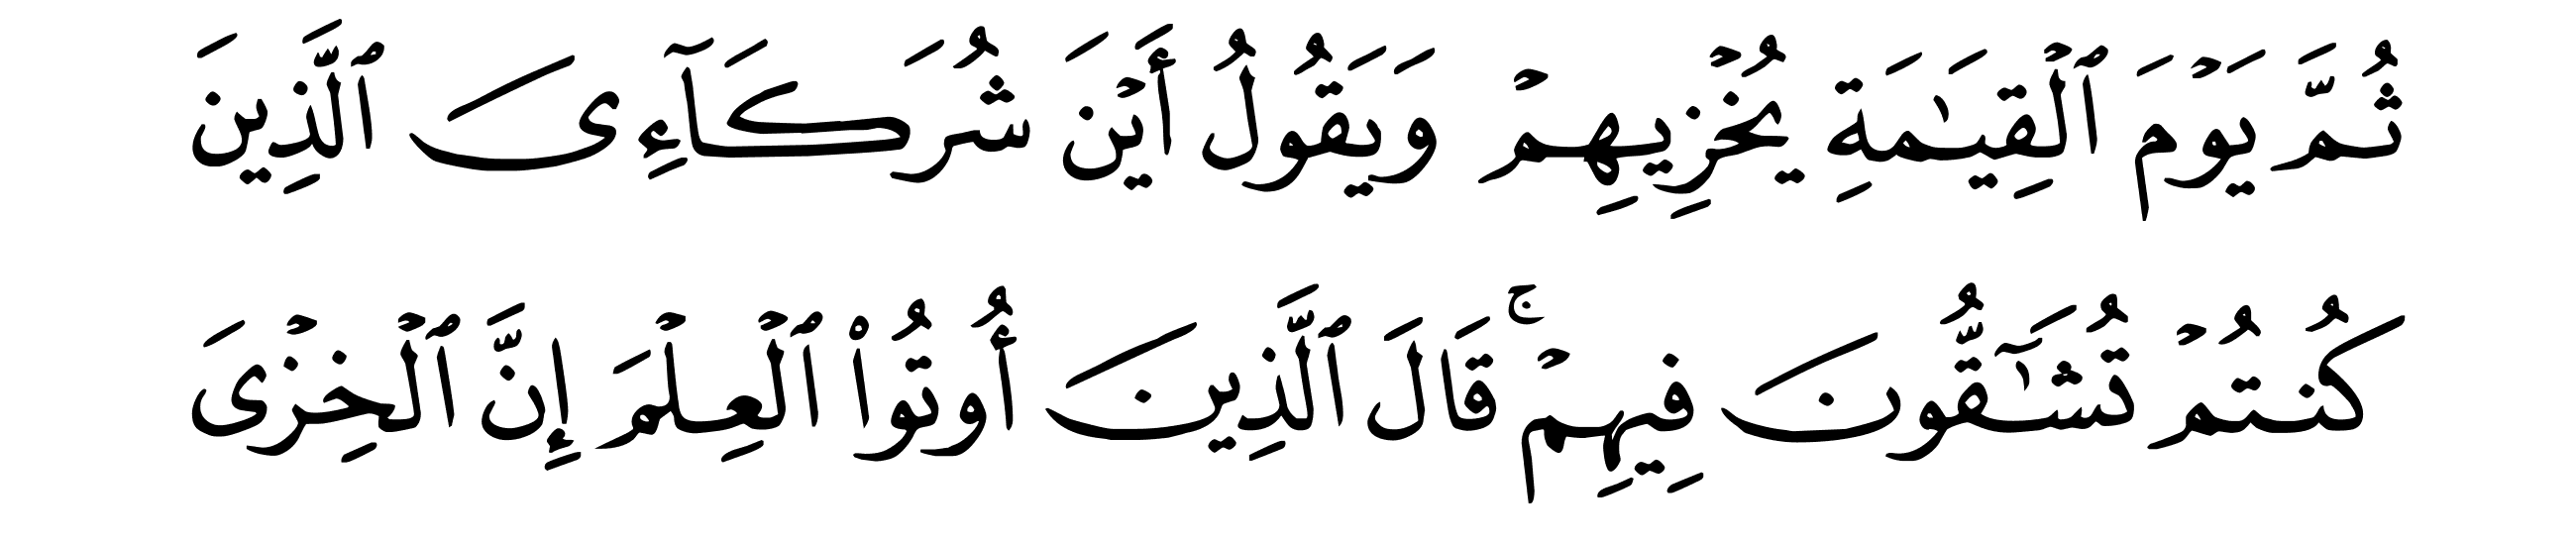 ثُمَّ يَوۡمَ ٱلۡقِيَـٰمَةِ يُخۡزِيهِمۡ وَيَقُولُ أَيۡنَ شُرَكَآءِىَ ٱلَّذِينَ
كُنتُمۡ تُشَـٰٓقُّونَ فِيهِمۡۚ قَالَ ٱلَّذِينَ أُوتُواْ ٱلۡعِلۡمَ إِنَّ ٱلۡخِزۡىَ